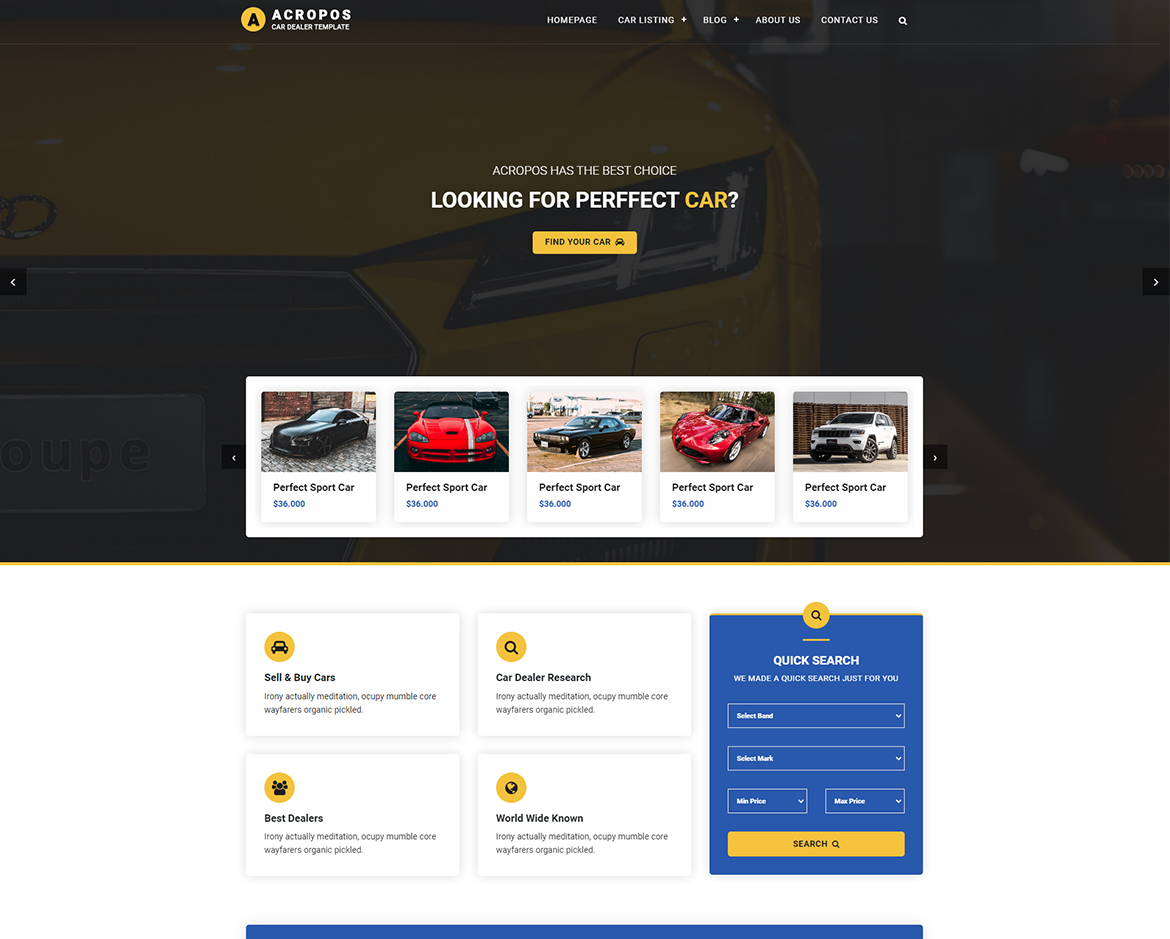 A ACROPOS
CAR DEALER TEMPLATE
HOMEPAGE CAR LISTING + BLOG + ABOUT US CONTACT US
ACROPOS HAS THE BEST CHOICE
LOOKING FOR PERFFECT CAR?
FIND YOUR CAR
oupe
Perfect Sport Car
$36.000
Perfect Sport Car
$36.000
Perfect Sport Car
$36.000
Perfect Sport Car
$36.000
Perfect Sport Car
$36.000
Sell & Buy Cars
Irony actually meditation, ocupy mumble core
wayfarers organic pickled.
Car Dealer Research
Irony actually meditation, ocupy mumble core
wayfarers organic pickled.
Best Dealers
Irony actually meditation, ocupy mumble core
wayfarers organic pickled.
World Wide Known
Irony actually meditation, ocupy mumble core
wayfarers organic pickled.
QUICK SEARCH
WE MADE A QUICK SEARCH JUST FOR YOU
Select Band
Select Mark
Min Price Max Price
SEARCH